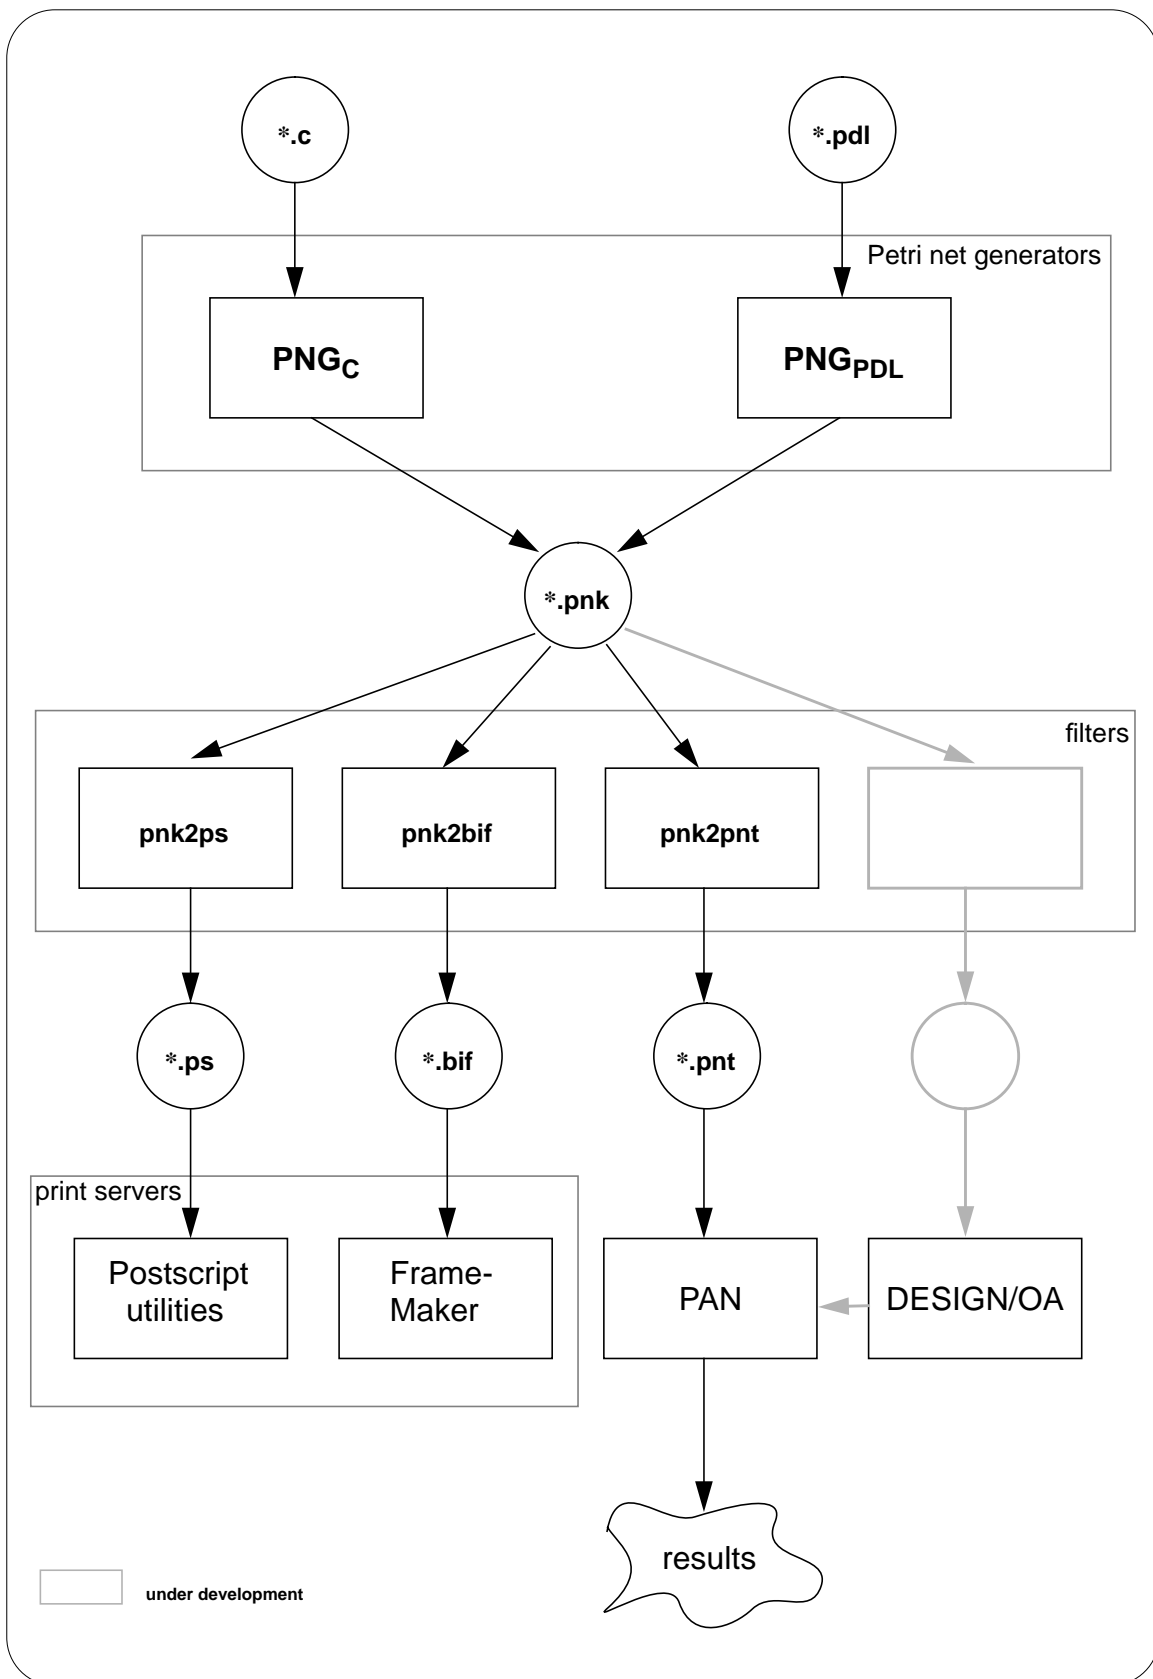 *.c
*.pdl
Petri net generators
PNGC
PNGPDL
*.pnk
filters
pnk2ps
pnk2bif
pnk2pnt
*.ps
*.bif
*.pnt
print servers
Postscript
utilities
Frame-
Maker
PAN
DESIGN/OA
results
under development